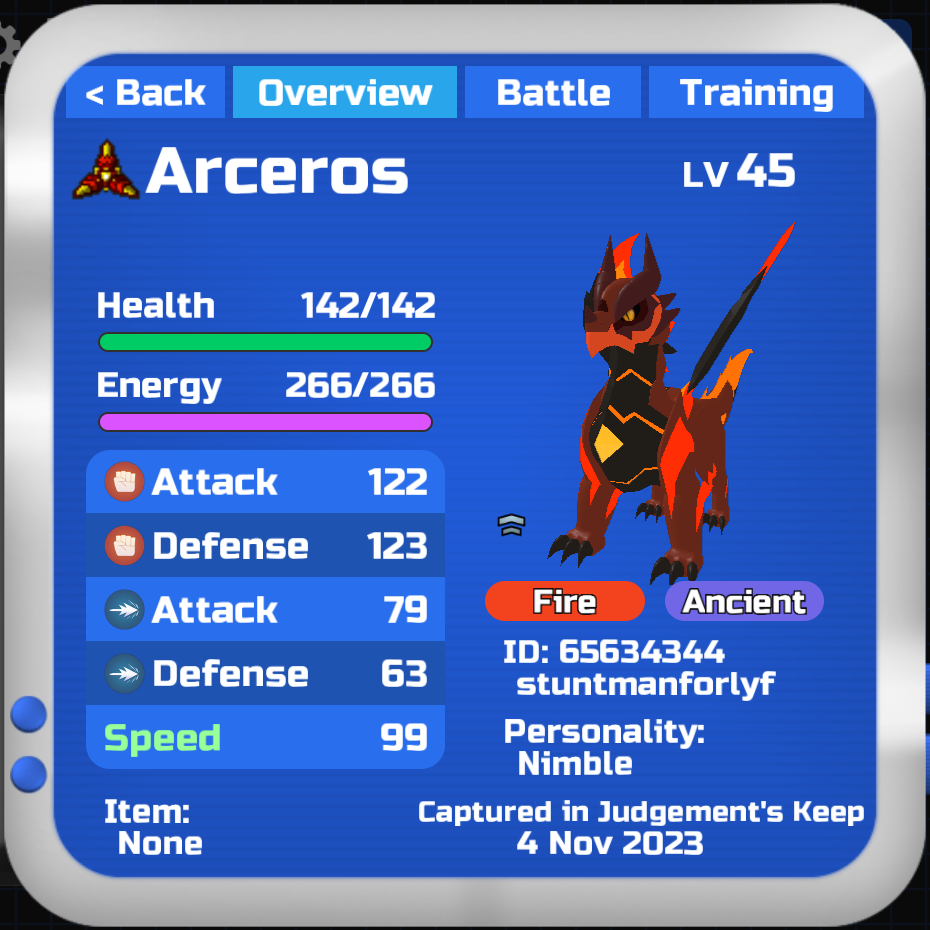 < Back Overview Battle Training
Arceros LV 45
Health 142/142
Energy 266/266
Attack 122
Defense 123
Attack 79
Defense 63
Speed 99
Fire Ancient
ID: 65634344
stuntmanforlyf
Personality:
Nimble
Item:
None
Captured in Judgement's Keep
4 Nov 2023